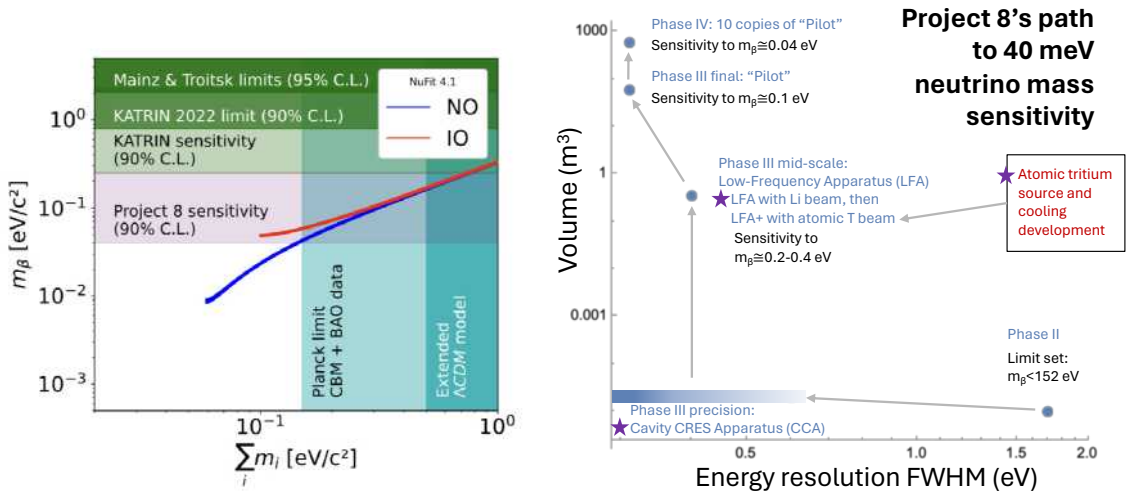 Mainz & Troitsk limits (95% C.L.)
KATRIN 2022 limit (90% C.L.)
KATRIN sensitivity
(90% C.L.)
Project 8 sensitivity
(90% C.L.)
NuFit 4.1
NO
IO
Planck limit
CBM + BAO data
Extended
ΛCDM model
10⁰
10⁻¹
10⁻²
10⁻³
mβ [eV/c²]
10⁻¹
10⁰
∑ mᵢ [eV/c²]
i
Project 8’s path
to 40 meV
neutrino mass
sensitivity
Phase IV: 10 copies of “Pilot”
Sensitivity to mβ≅0.04 eV
Phase III final: “Pilot”
Sensitivity to mβ≅0.1 eV
Phase III mid-scale:
Low-Frequency Apparatus (LFA)
LFA with Li beam, then
LFA+ with atomic T beam
Sensitivity to
mβ≅0.2-0.4 eV
Atomic tritium
source and
cooling
development
Phase II
Limit set:
mβ<152 eV
Phase III precision:
Cavity CRES Apparatus (CCA)
1000
1
0.001
Volume (m³)
0.5
1.0
1.5
2.0
Energy resolution FWHM (eV)